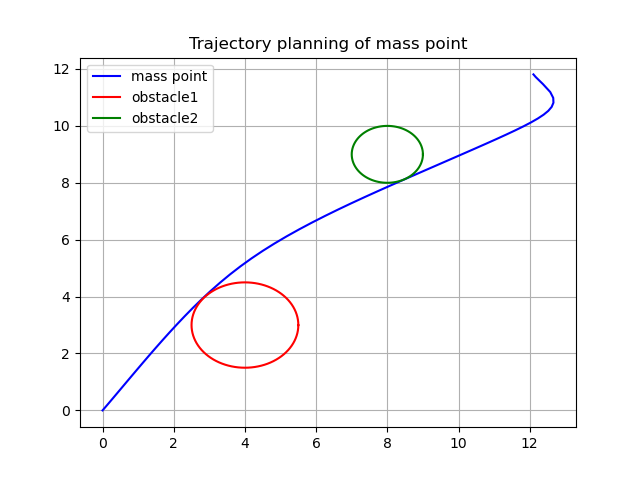 Trajectory planning of mass point
mass point
obstacle1
obstacle2
12
10
8
6
4
2
0
0 2 4 6 8 10 12